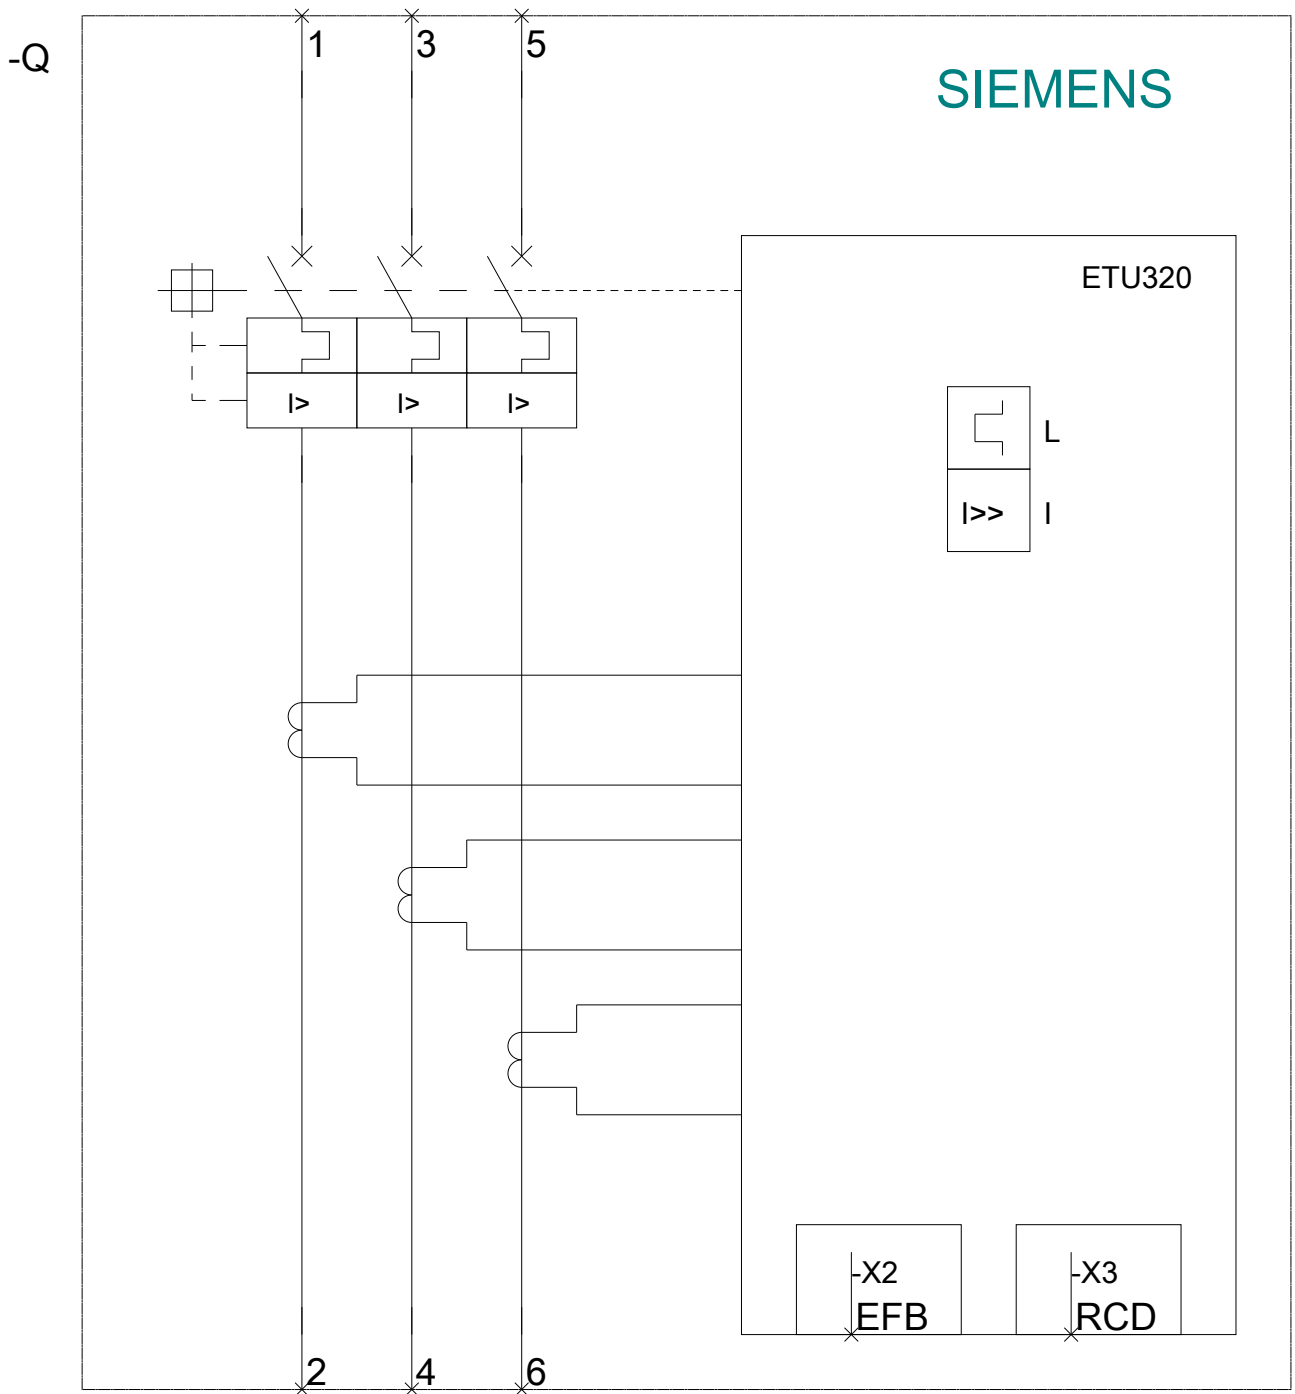 1 3 5
-Q
SIEMENS
ETU320
I> I> I>
L
I>> I
-X2 -X3
EFB RCD
2 4 6